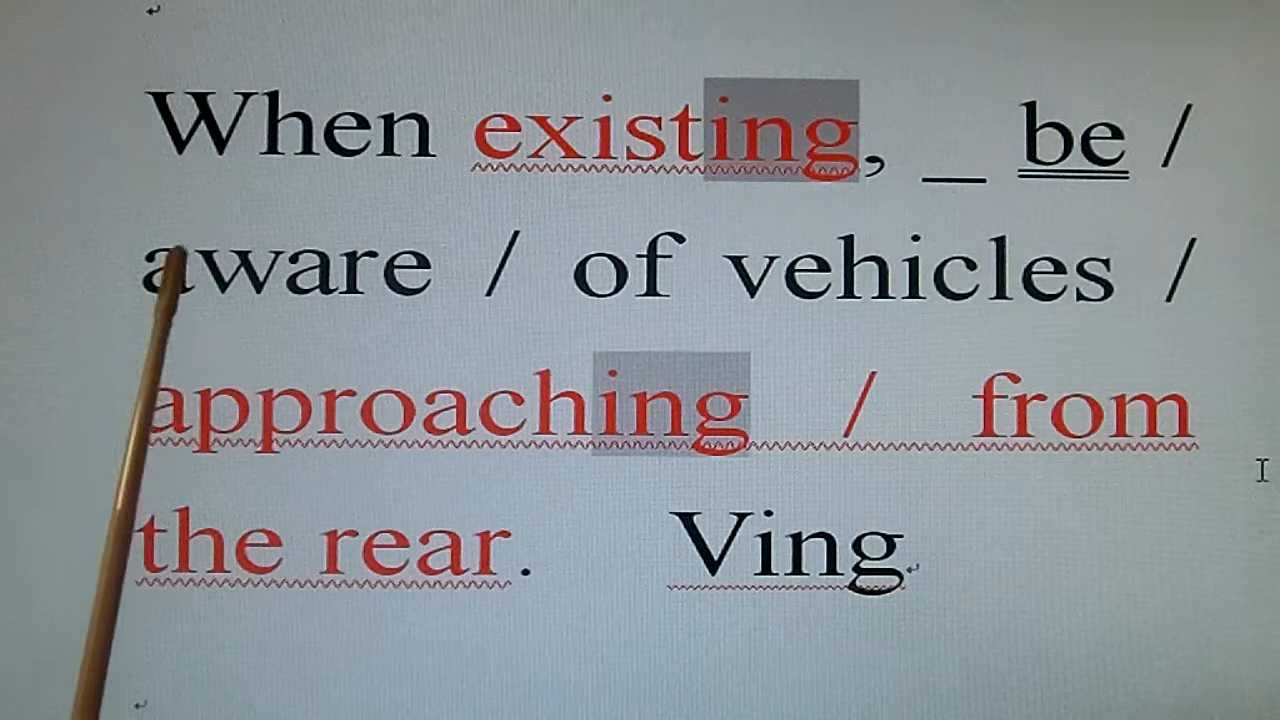 When existing, _ be /
aware / of vehicles /
approaching / from
the rear. Ving